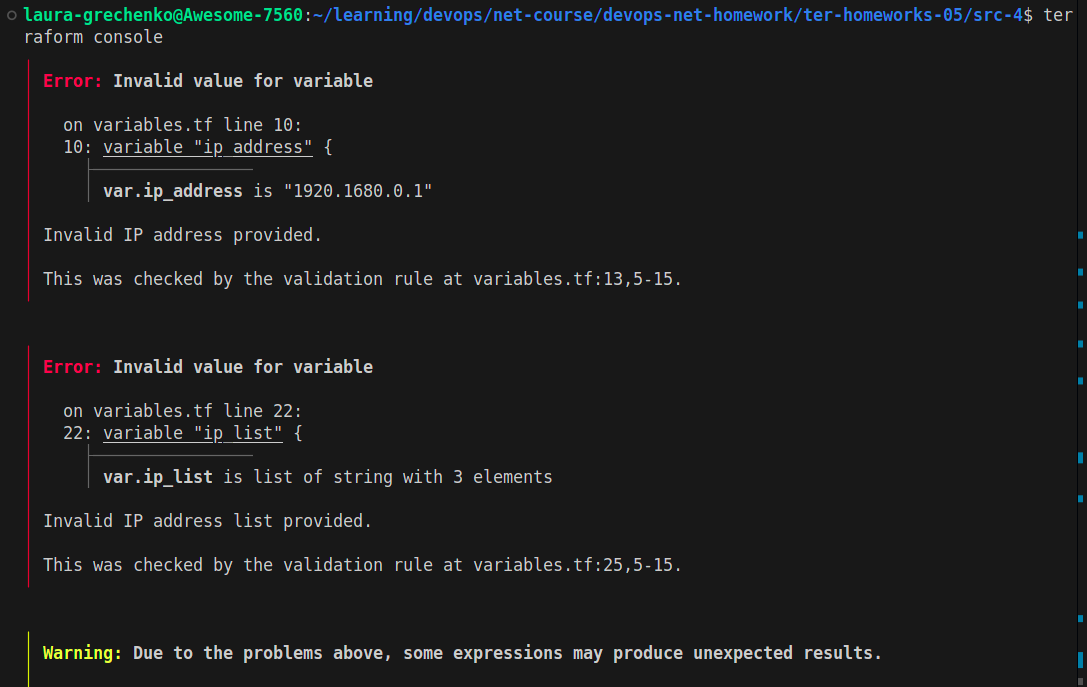 laura-grechenko@Awesome-7560:~/learning/devops/net-course/devops-net-homework/ter-homeworks-05/src-4$ ter
raform console
Error: Invalid value for variable
on variables.tf line 10:
10: variable "ip_address" {
var.ip_address is "1920.1680.0.1"
Invalid IP address provided.
This was checked by the validation rule at variables.tf:13,5-15.
Error: Invalid value for variable
on variables.tf line 22:
22: variable "ip_list" {
var.ip_list is list of string with 3 elements
Invalid IP address list provided.
This was checked by the validation rule at variables.tf:25,5-15.
Warning: Due to the problems above, some expressions may produce unexpected results.